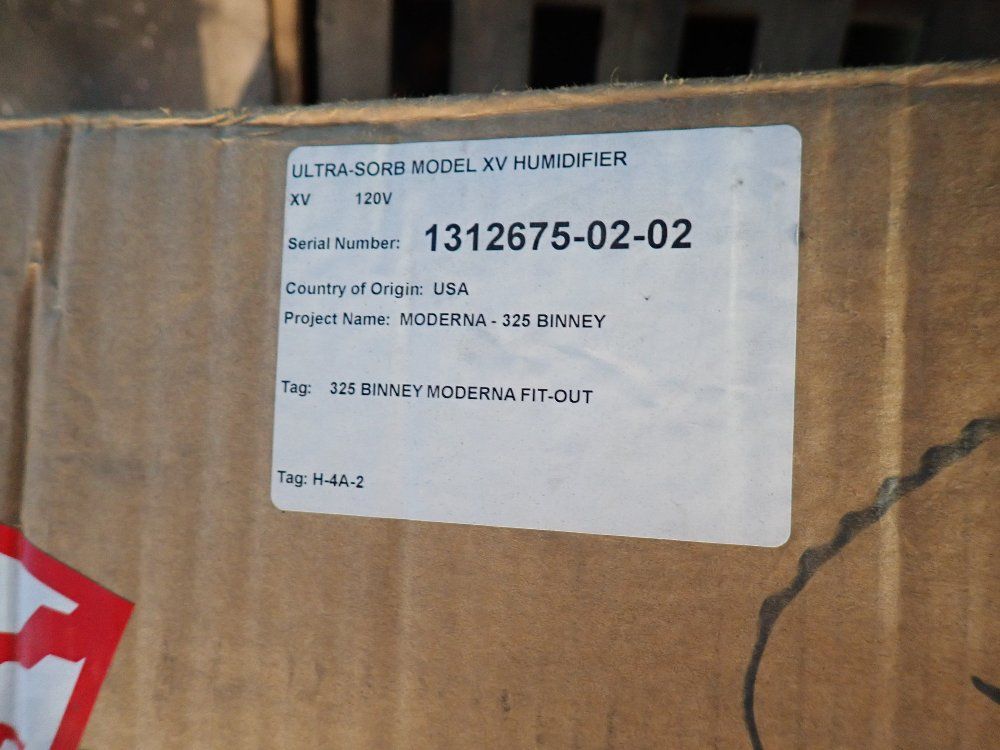 ULTRA-SORB MODEL XV HUMIDIFIER
XV 120V
Serial Number: 1312675-02-02
Country of Origin: USA
Project Name: MODERNA - 325 BINNEY
Tag: 325 BINNEY MODERNA FIT-OUT
Tag: H-4A-2